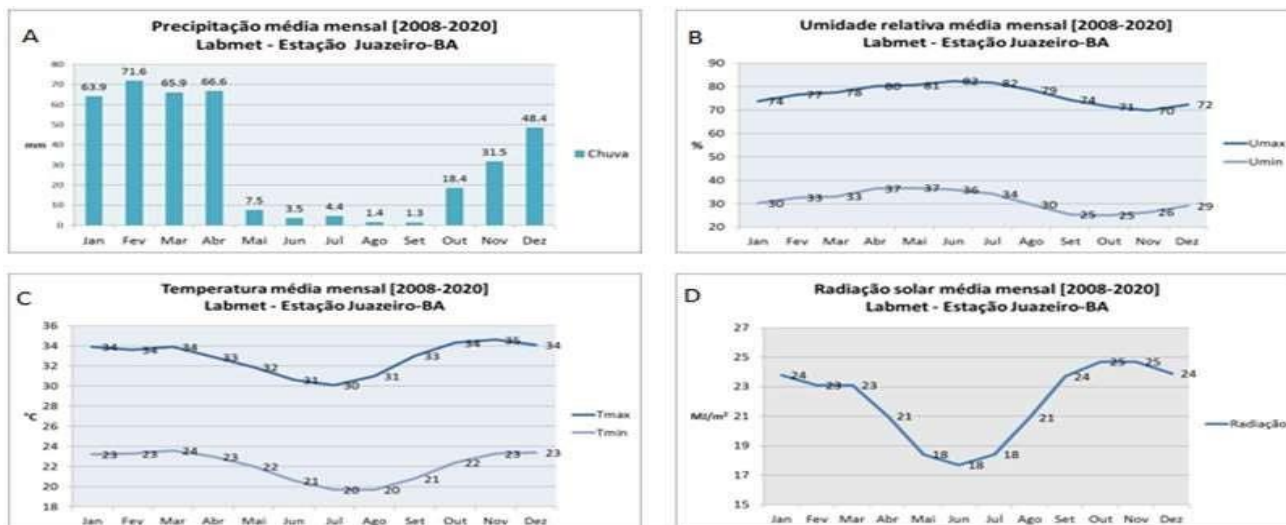 A
Precipitação média mensal [2008-2020]
Labmet - Estação Juazeiro-BA
mm
80
70
60
50
40
30
20
10
0
63.9
71.6
65.9
66.6
7.5
3.5
4.4
1.4
1.3
18.4
31.5
48.4
Jan Fev Mar Abr Mai Jun Jul Ago Set Out Nov Dez
Chuva
B
Umidade relativa média mensal [2008-2020]
Labmet - Estação Juazeiro-BA
%
90
80
70
60
50
40
30
20
74 77 78 80 81 82 82 79 74 71 70 72
30 33 33 37 37 36 34 30 25 25 26 29
Jan Fev Mar Abr Mai Jun Jul Ago Set Out Nov Dez
Umax
Umin
C
Temperatura média mensal [2008-2020]
Labmet - Estação Juazeiro-BA
°C
36
34
32
30
28
26
24
22
20
18
34 34 34 33 32 31 30 31 33 34 35 34
23 23 24 23 22 21 20 20 21 22 23 23
Jan Fev Mar Abr Mai Jun Jul Ago Set Out Nov Dez
Tmax
Tmin
D
Radiação solar média mensal [2008-2020]
Labmet - Estação Juazeiro-BA
MJ/m²
27
25
23
21
19
17
15
24 23 23 21 18 18 18 21 24 25 25 24
Jan Fev Mar Abr Mai Jun Jul Ago Set Out Nov Dez
Radiação